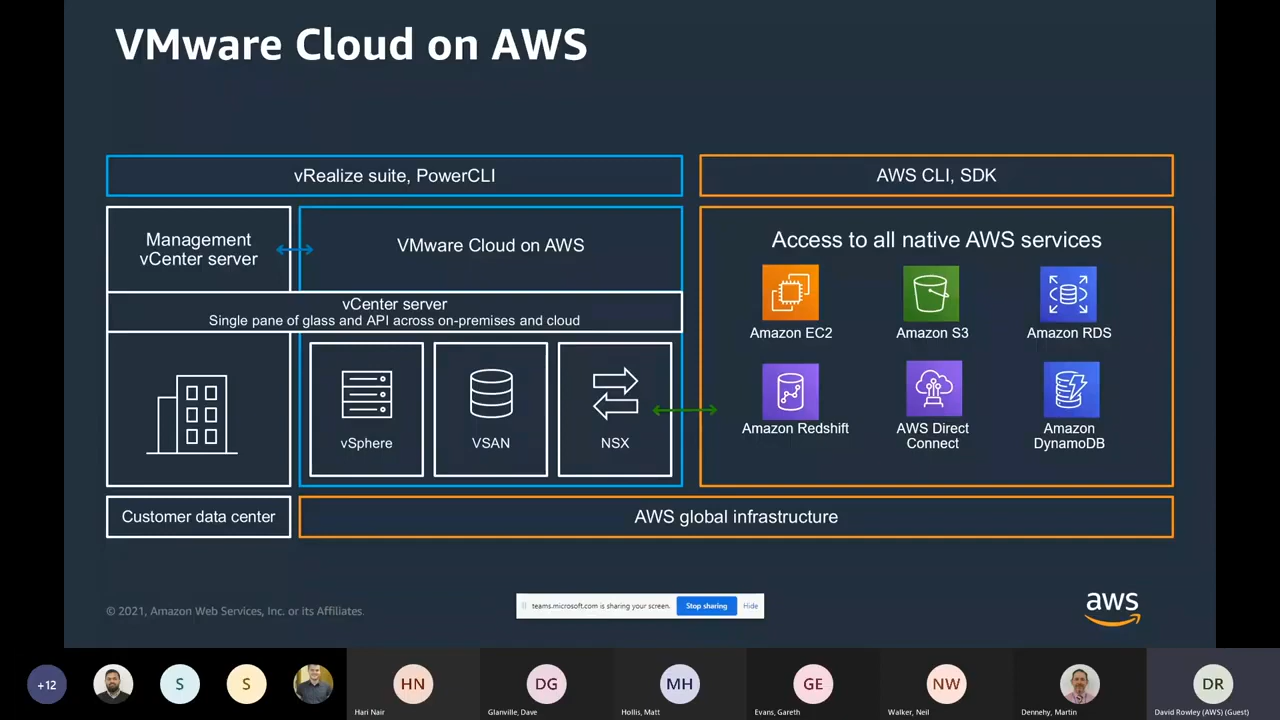 VMware Cloud on AWS
vRealize suite, PowerCLI
AWS CLI, SDK
Management
vCenter server
VMware Cloud on AWS
vCenter server
Single pane of glass and API across on-premises and cloud
vSphere
VSAN
NSX
Access to all native AWS services
Amazon EC2
Amazon S3
Amazon RDS
Amazon Redshift
AWS Direct
Connect
Amazon
DynamoDB
Customer data center
AWS global infrastructure
© 2021, Amazon Web Services, Inc. or its Affiliates.
teams.microsoft.com is sharing your screen.
Stop sharing
Hide
aws
+12
S
S
HN
Hari Nair
DG
Glanville, Dave
MH
Hollis, Matt
GE
Evans, Gareth
NW
Walker, Neil
Dennehy, Martin
DR
David Rowley (AWS) (Guest)